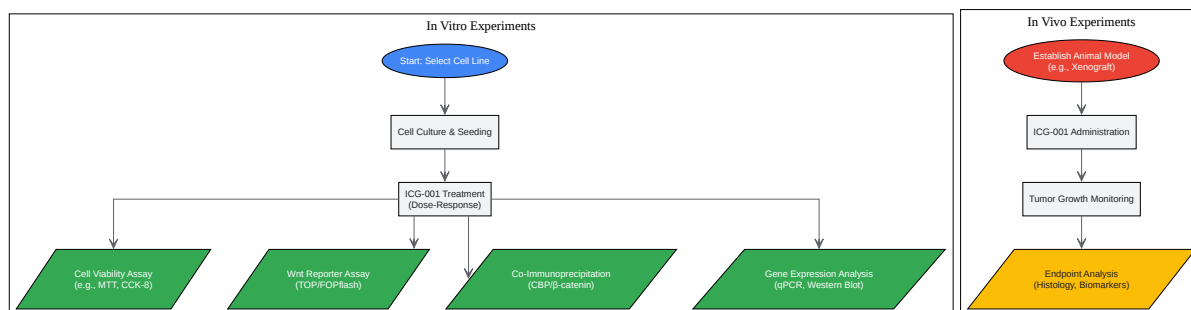 In Vitro Experiments
Start: Select Cell Line
Cell Culture & Seeding
ICG-001 Treatment
(Dose-Response)
Cell Viability Assay
(e.g., MTT, CCK-8)
Wnt Reporter Assay
(TOP/FOPflash)
Co-Immunoprecipitation
(CBP/β-catenin)
Gene Expression Analysis
(qPCR, Western Blot)
In Vivo Experiments
Establish Animal Model
(e.g., Xenograft)
ICG-001 Administration
Tumor Growth Monitoring
Endpoint Analysis
(Histology, Biomarkers)